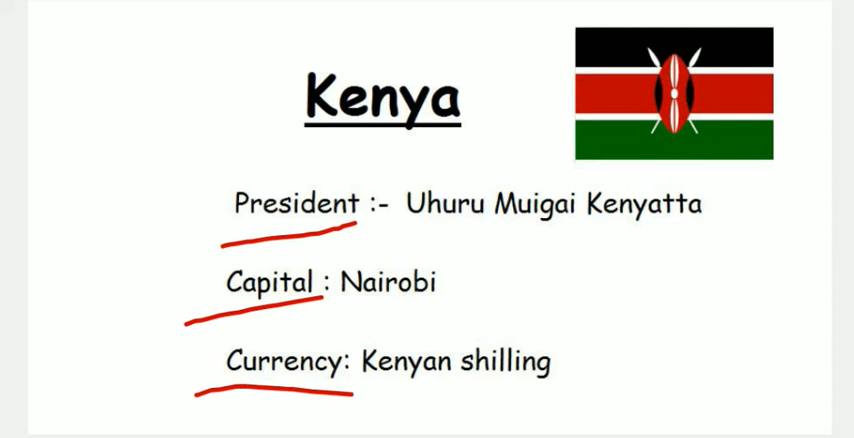 Kenya
President :- Uhuru Muigai Kenyatta
Capital : Nairobi
Currency: Kenyan shilling